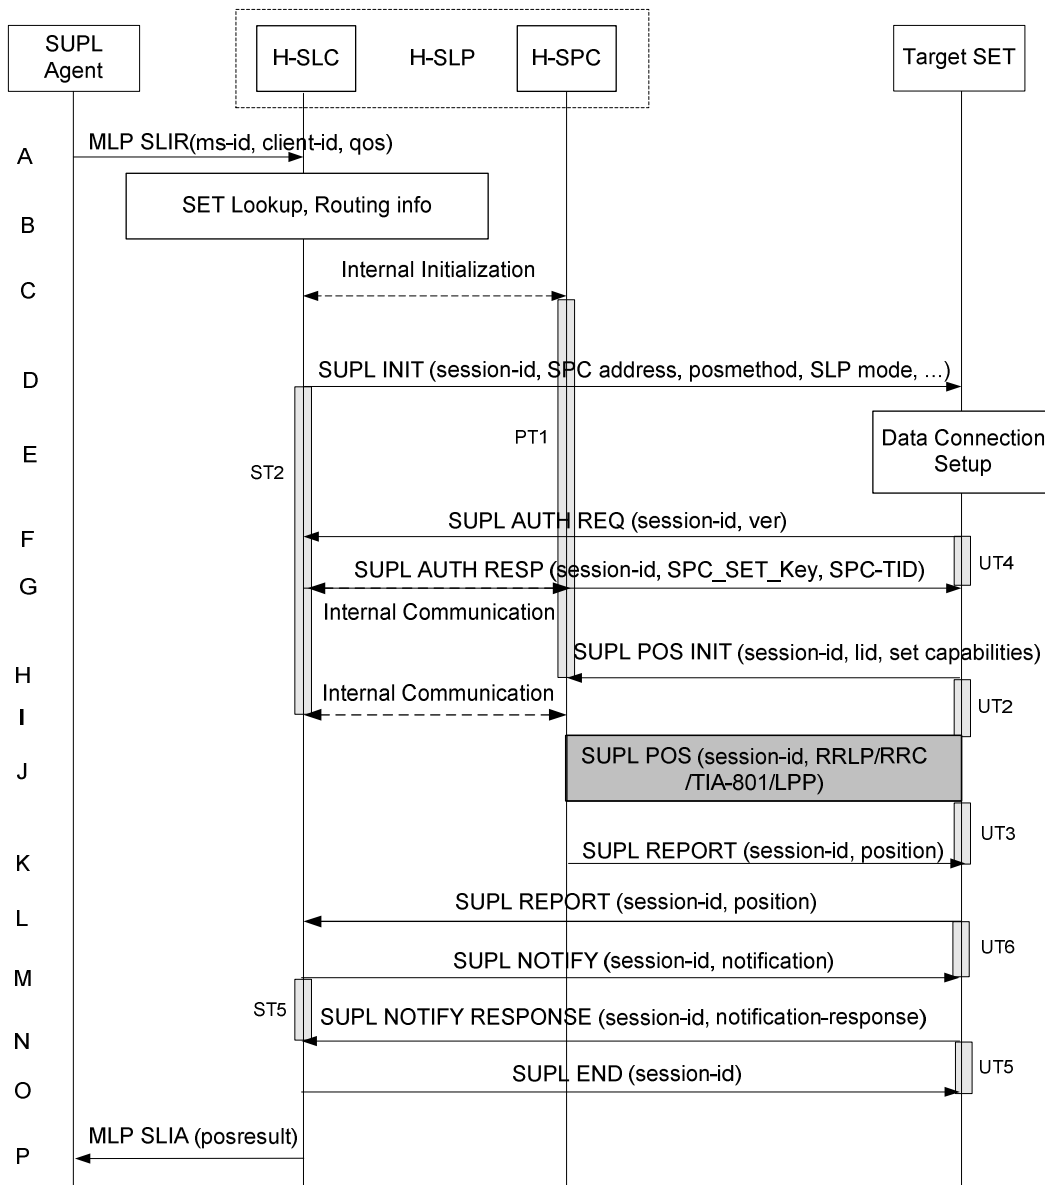 SUPL
Agent
H-SLC
H-SLP
H-SPC
Target SET
A
MLP SLIR(ms-id, client-id, qos)
B
SET Lookup, Routing info
C
Internal Initialization
D
SUPL INIT (session-id, SPC address, posmethod, SLP mode, ...)
E
ST2
PT1
Data Connection
Setup
F
SUPL AUTH REQ (session-id, ver)
UT4
G
SUPL AUTH RESP (session-id, SPC_SET_Key, SPC-TID)
Internal Communication
H
SUPL POS INIT (session-id, lid, set capabilities)
I
Internal Communication
UT2
J
SUPL POS (session-id, RRLP/RRC
/TIA-801/LPP)
UT3
K
SUPL REPORT (session-id, position)
L
SUPL REPORT (session-id, position)
UT6
M
SUPL NOTIFY (session-id, notification)
ST5
N
SUPL NOTIFY RESPONSE (session-id, notification-response)
UT5
O
SUPL END (session-id)
P
MLP SLIA (posresult)